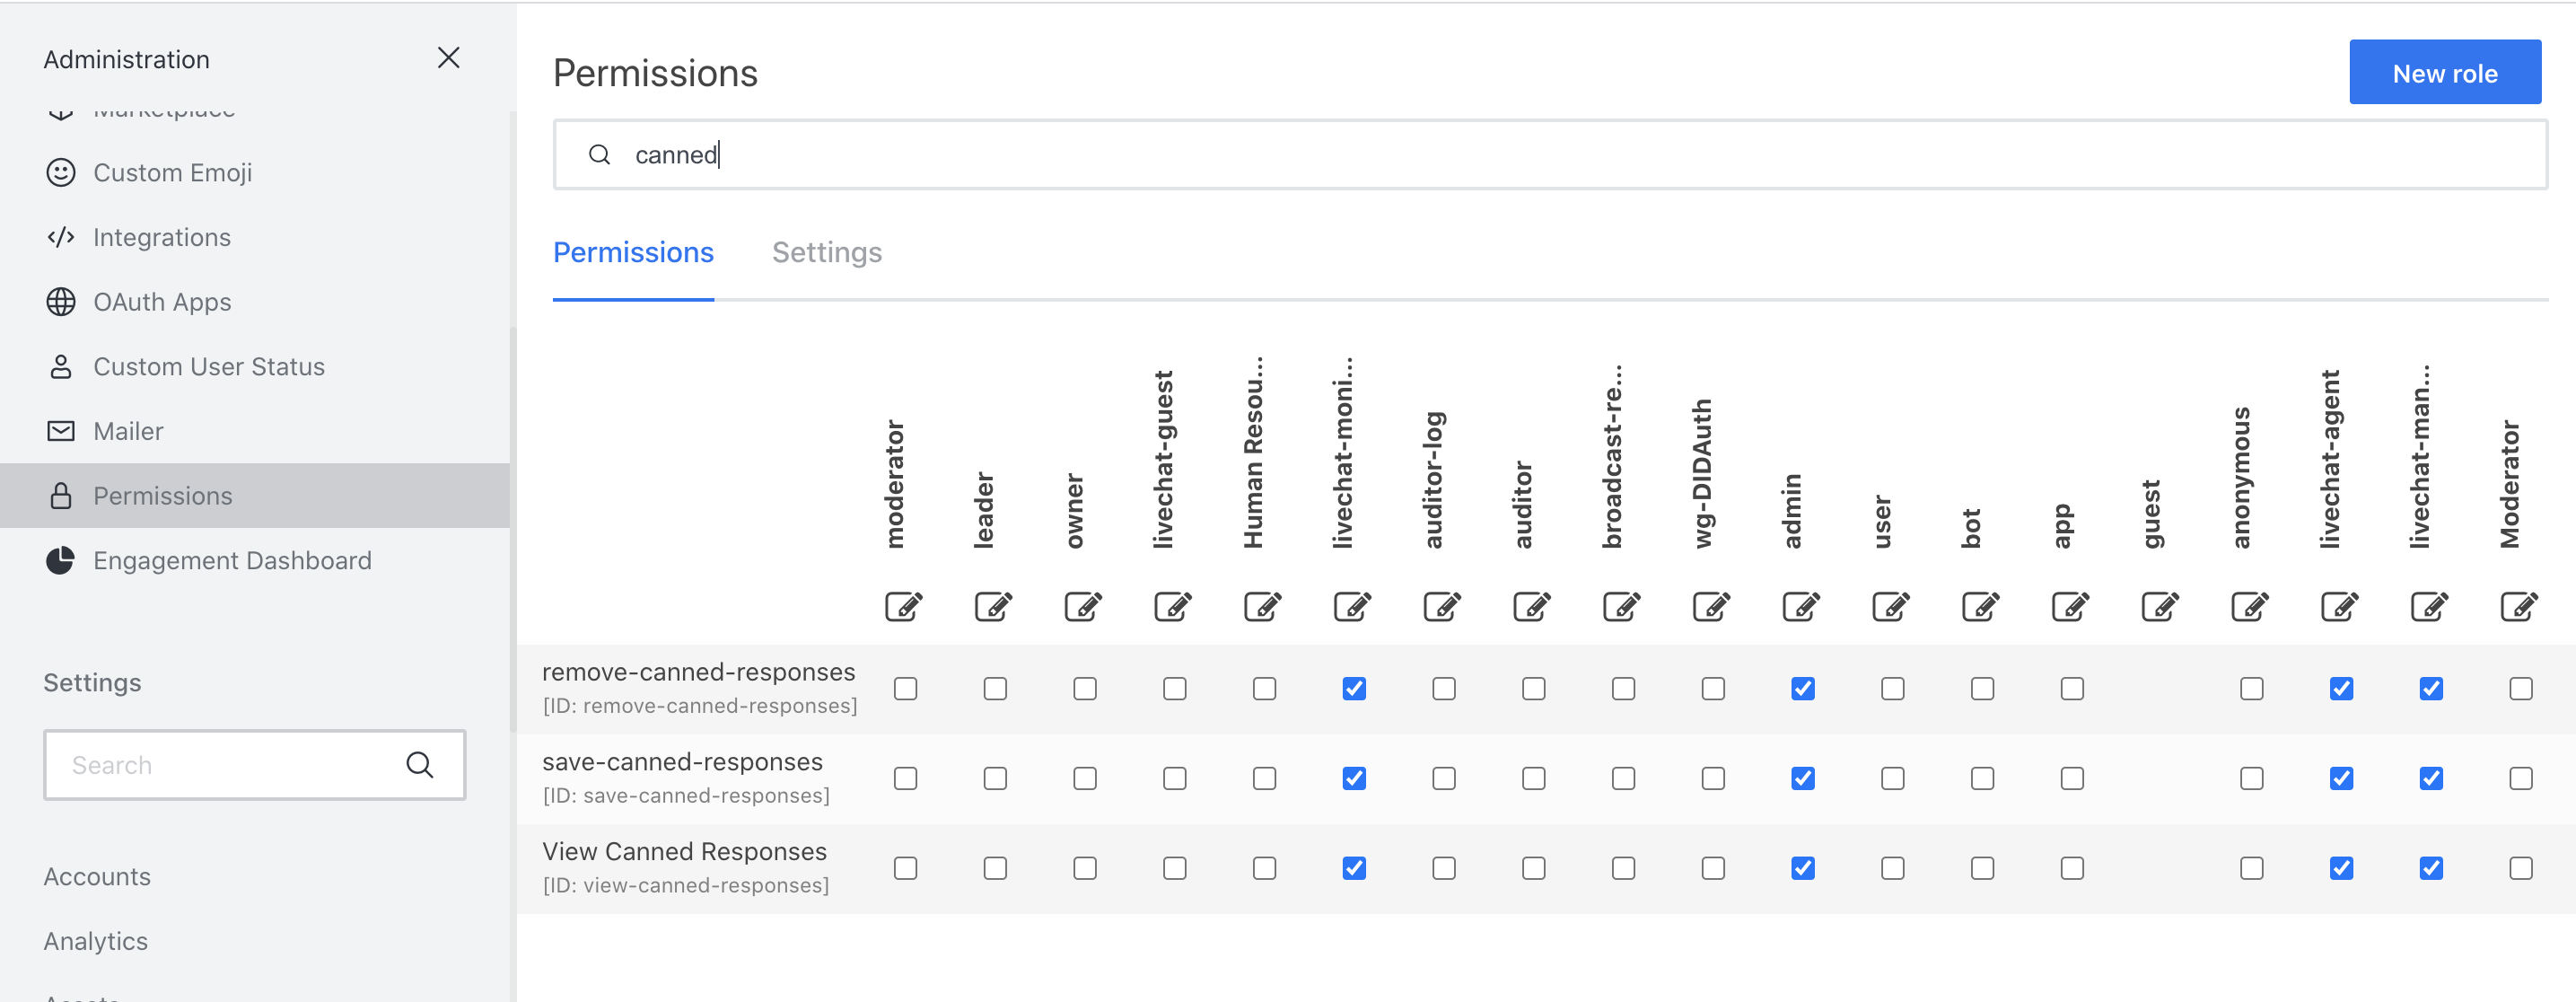 Administration
Marketplace
Custom Emoji
Integrations
OAuth Apps
Custom User Status
Mailer
Permissions
Engagement Dashboard
Settings
Search
Accounts
Analytics
Assets
Permissions
New role
canned
Permissions
Settings
moderator
leader
owner
livechat-guest
Human Resou...
livechat-moni...
auditor-log
auditor
broadcast-re...
wg-DIDAuth
admin
user
bot
app
guest
anonymous
livechat-agent
livechat-man...
Moderator
remove-canned-responses
[ID: remove-canned-responses]
save-canned-responses
[ID: save-canned-responses]
View Canned Responses
[ID: view-canned-responses]